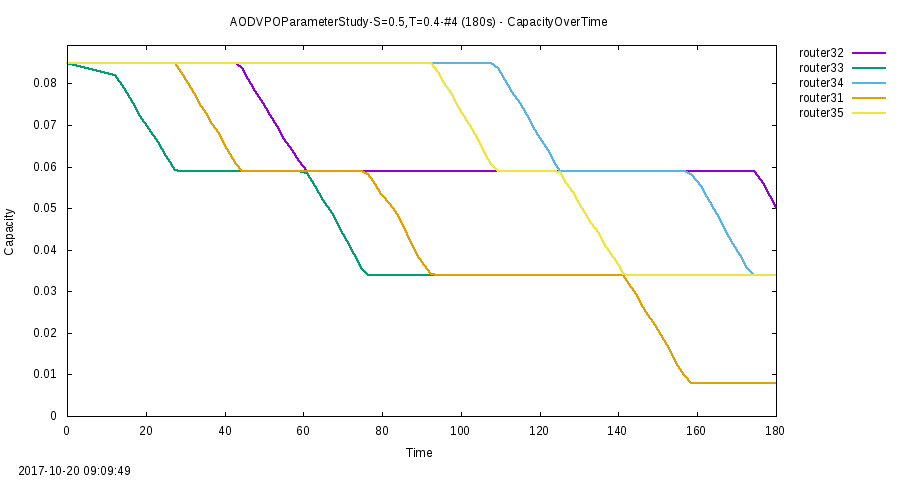 AODVPOParameterStudy-S=0.5,T=0.4-#4 (180s) - CapacityOverTime
router32
router33
router34
router31
router35
0.08
0.07
0.06
0.05
0.04
0.03
0.02
0.01
0
Capacity
0 20 40 60 80 100 120 140 160 180
Time
2017-10-20 09:09:49